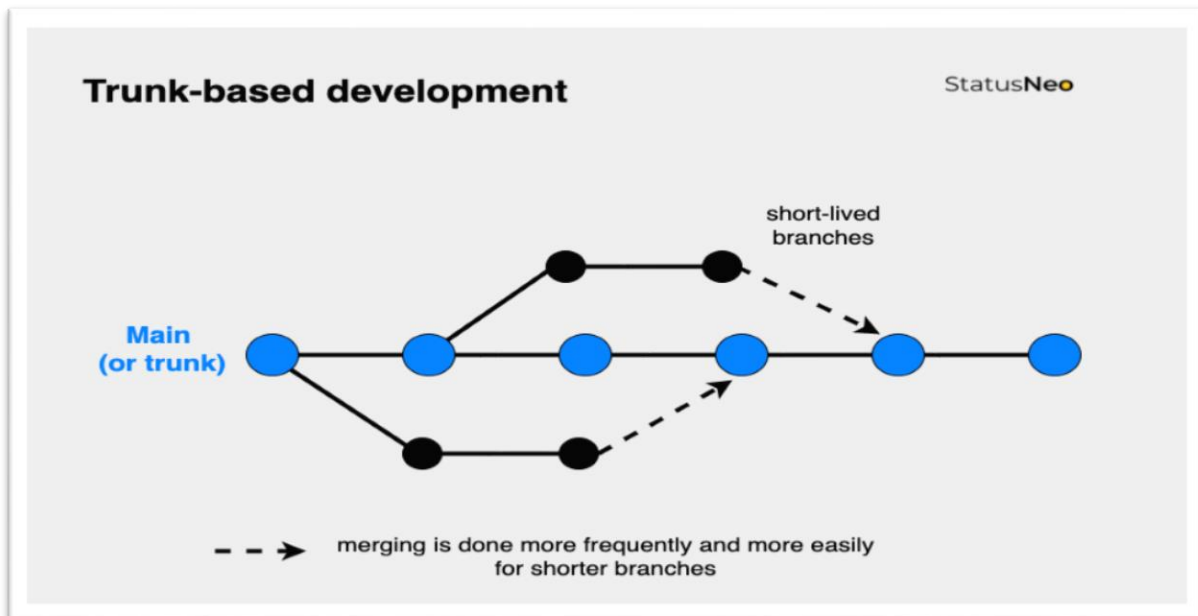 Trunk-based development
StatusNeo
short-lived
branches
Main
(or trunk)
merging is done more frequently and more easily
for shorter branches